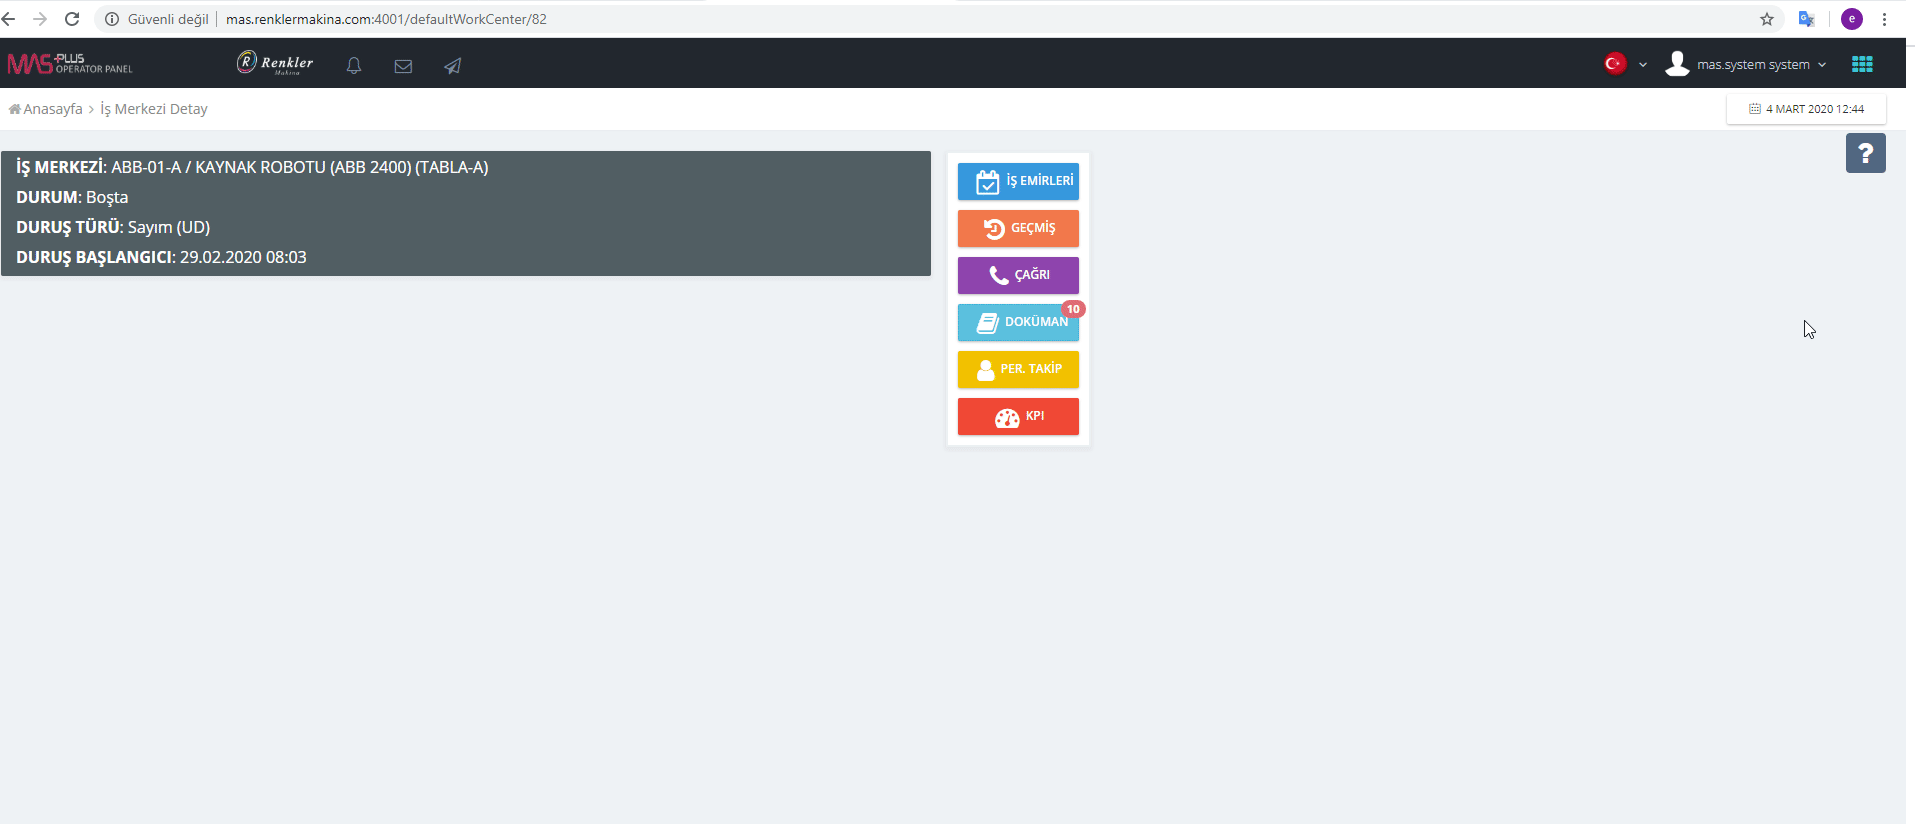 Güvenli değil mas.renklermakina.com:4001/defaultWorkCenter/82 e
MAS PLUS OPERATOR PANEL
Renkler Makina
mas.system system
Anasayfa > İş Merkezi Detay
4 MART 2020 12:44
?
İŞ MERKEZİ: ABB-01-A / KAYNAK ROBOTU (ABB 2400) (TABLA-A)
DURUM: Boşta
DURUŞ TÜRÜ: Sayım (UD)
DURUŞ BAŞLANGICI: 29.02.2020 08:03
İŞ EMİRLERİ
GEÇMİŞ
ÇAĞRI
10
DOKÜMAN
PER. TAKİP
KPI